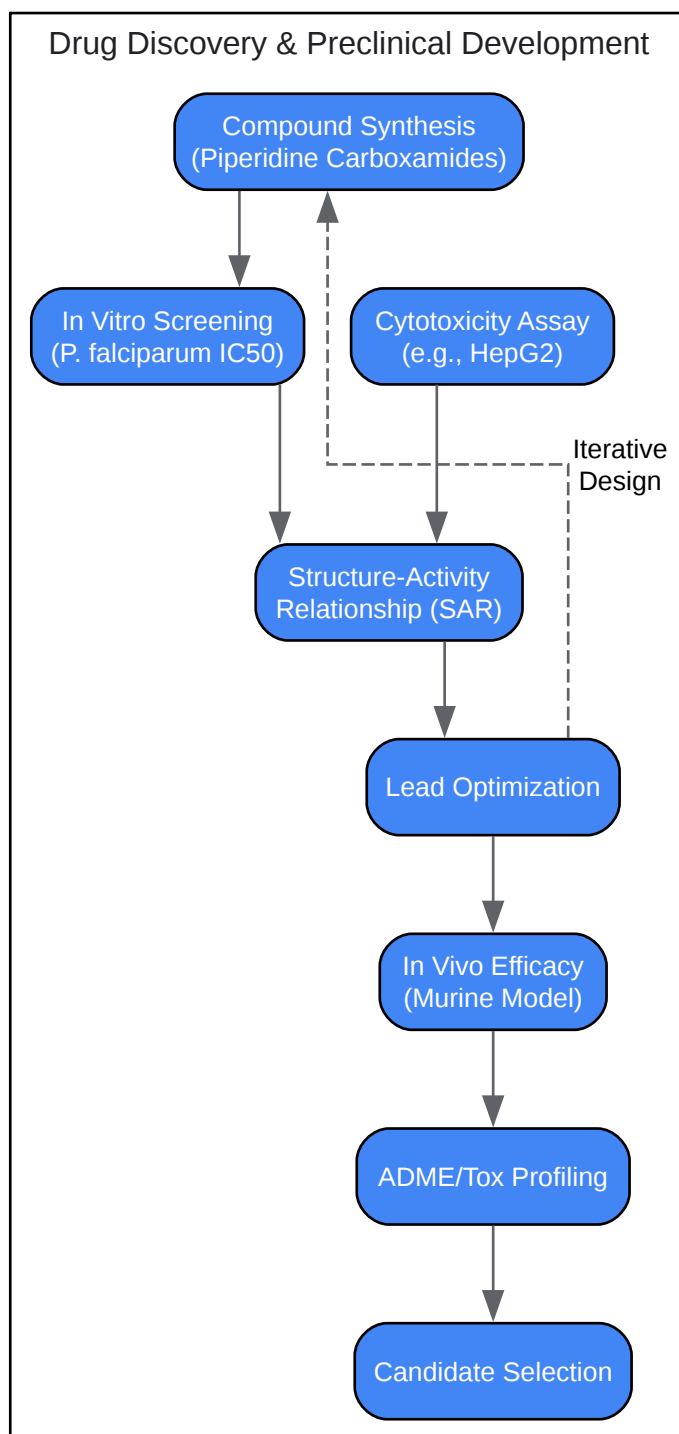 Drug Discovery & Preclinical Development
Compound Synthesis
(Piperidine Carboxamides)
In Vitro Screening
(P. falciparum IC50)
Cytotoxicity Assay
(e.g., HepG2)
Iterative
Design
Structure-Activity
Relationship (SAR)
Lead Optimization
In Vivo Efficacy
(Murine Model)
ADME/Tox Profiling
Candidate Selection